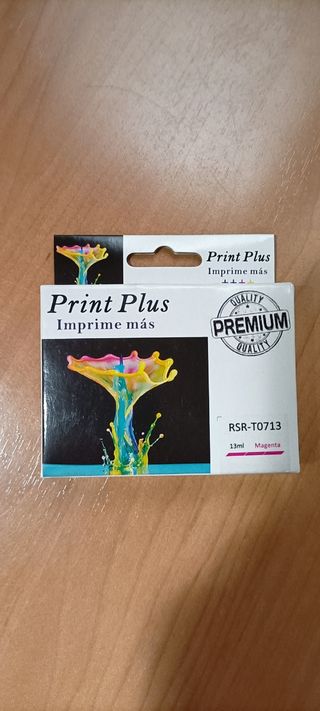 Print Plus
Imprime más
Print Plus
Imprime más
QUALITY
PREMIUM
QUALITY
RSR-T0713
13ml Magenta